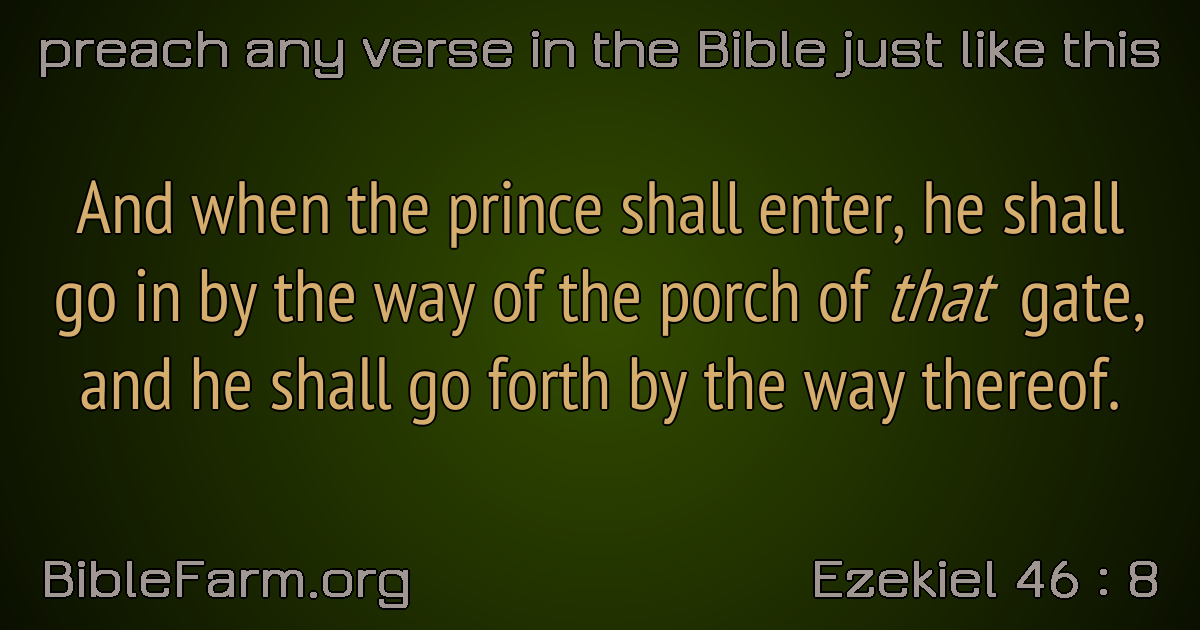 preach any verse in the Bible just like this
And when the prince shall enter, he shall
go in by the way of the porch of that gate,
and he shall go forth by the way thereof.
BibleFarm.org
Ezekiel 46 : 8